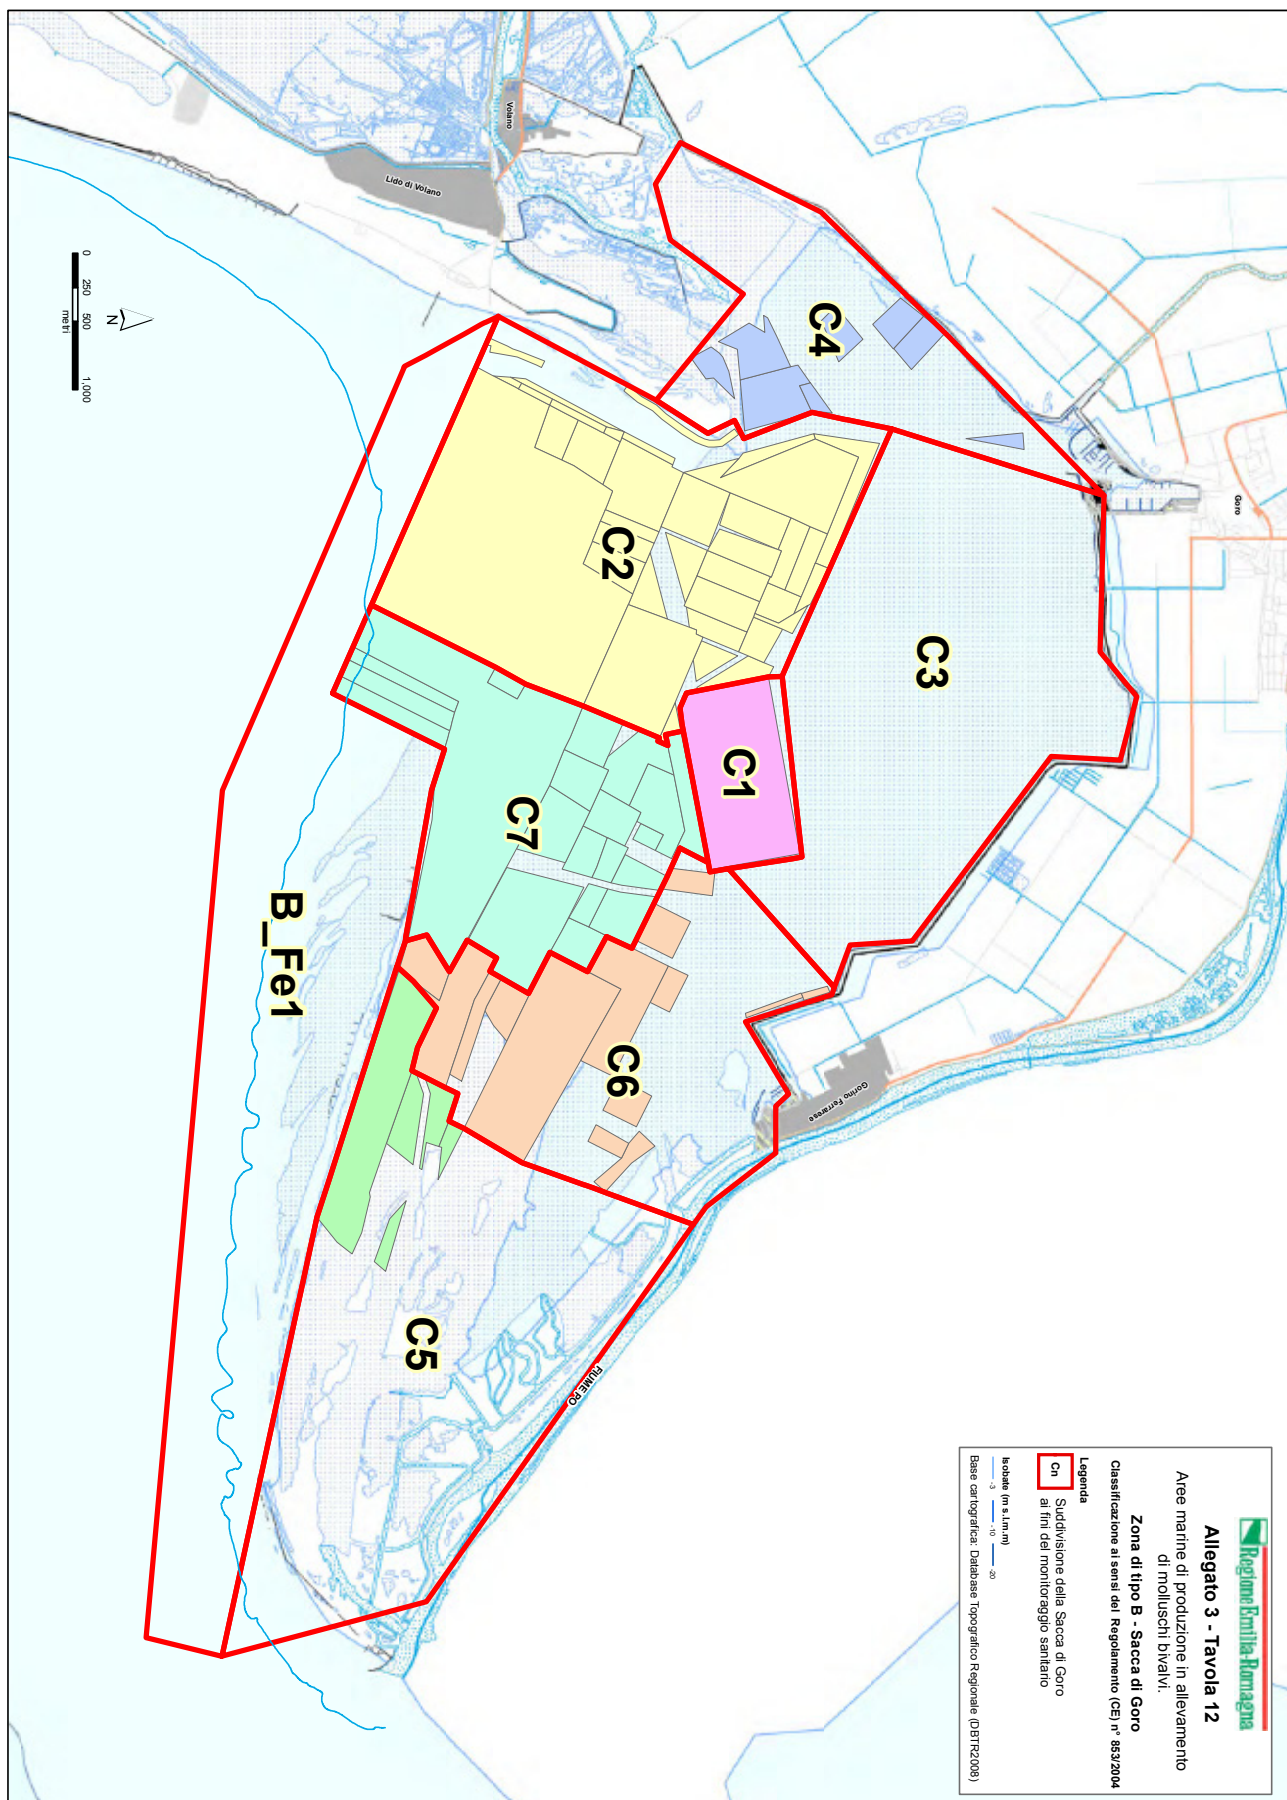 RegioneEmilia-Romagna
Allegato 3 - Tavola 12
Aree marine di produzione in allevamento
di molluschi bivalvi.
Zona di tipo B - Sacca di Goro
Classificazione ai sensi del Regolamento (CE) n° 853/2004
Legenda
Cn
Suddivisione della Sacca di Goro
ai fini del monitoraggio sanitario
Isobate (m s.l.m.m)
-3 -10 -20
Base cartografica: Database Topografico Regionale (DBTR2008)
Goro
Gorino Ferrarese
FIUME PO
Volano
Lido di Volano
C4
C3
C2
C1
C7
C6
C5
B_Fe1
N
0 250 500 1.000
metri